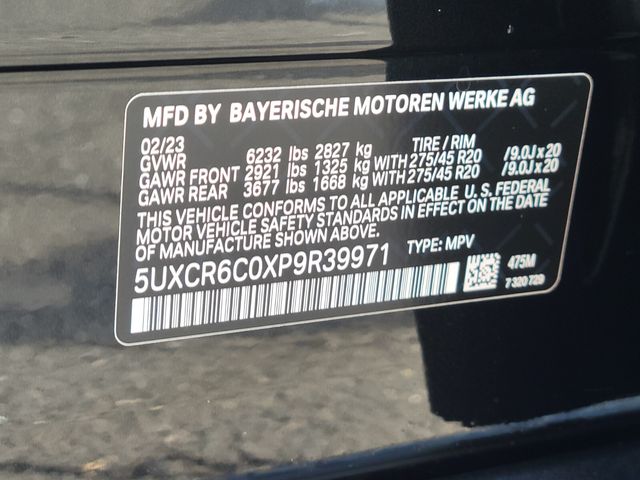 MFD BY BAYERISCHE MOTOREN WERKE AG
02/23 TIRE / RIM
GVWR 6232 lbs 2827 kg
GAWR FRONT 2921 lbs 1325 kg WITH 275/45 R20 /9.0J x 20
GAWR REAR 3677 lbs 1668 kg WITH 275/45 R20 /9.0J x 20
THIS VEHICLE CONFORMS TO ALL APPLICABLE U.S. FEDERAL
MOTOR VEHICLE SAFETY STANDARDS IN EFFECT ON THE DATE
OF MANUFACTURE SHOWN ABOVE.
5UXCR6C0XP9R39971 TYPE: MPV
475M
7 320 729